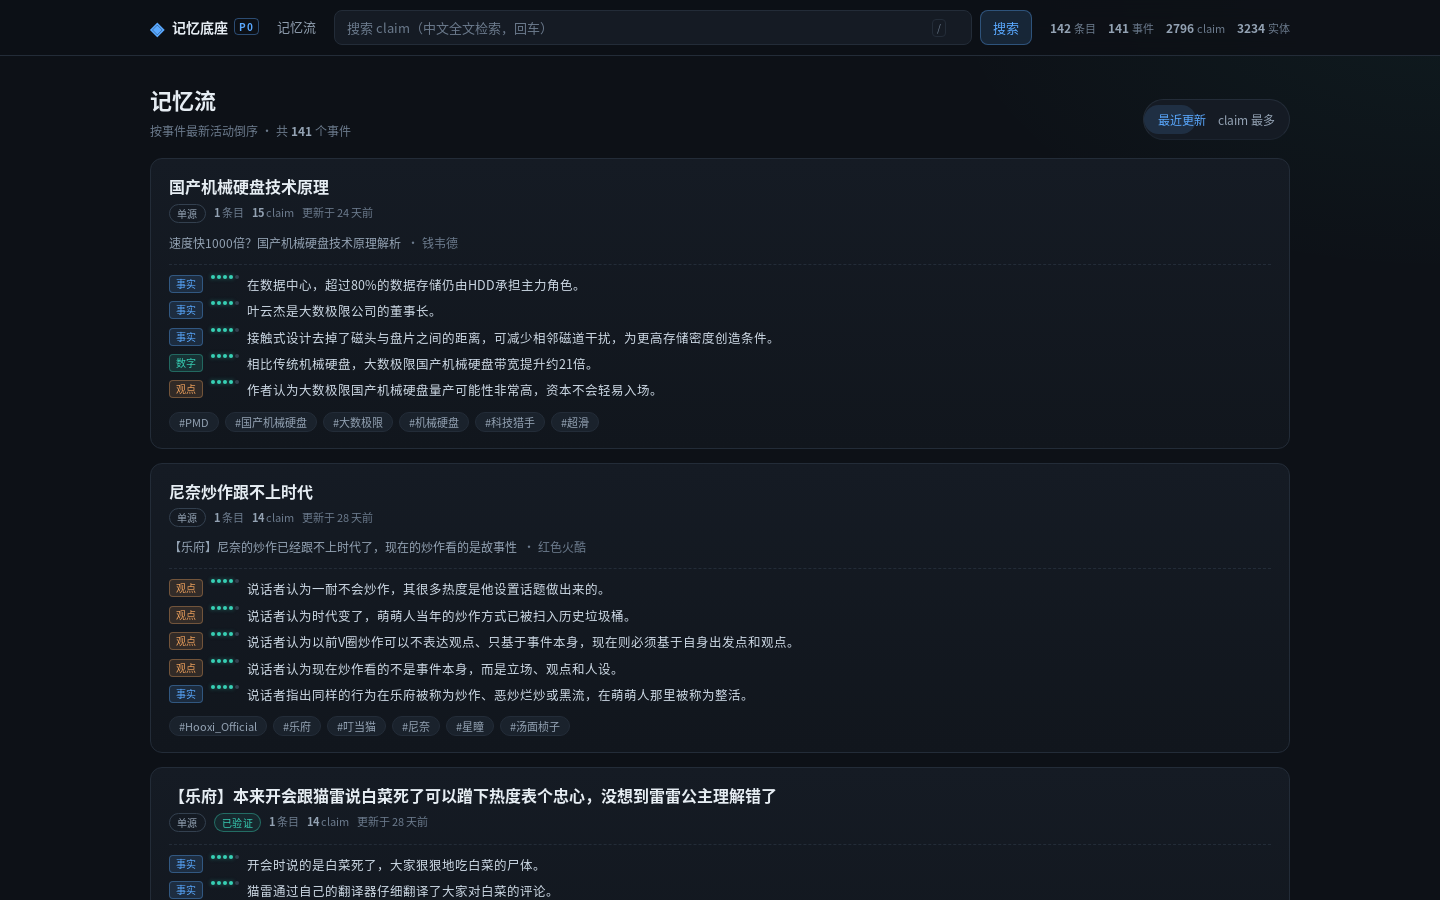 记忆底座 P0 记忆流 搜索 claim（中文全文检索，回车） / 搜索 142 条目 141 事件 2796 claim 3234 实体
记忆流
按事件最新活动倒序 · 共 141 个事件
最近更新 claim 最多
国产机械硬盘技术原理
单源 1 条目 15 claim 更新于 24 天前
速度快1000倍？国产机械硬盘技术原理解析 · 钱韦德
事实 在数据中心，超过80%的数据存储仍由HDD承担主力角色。
事实 叶云杰是大数极限公司的董事长。
事实 接触式设计去掉了磁头与盘片之间的距离，可减少相邻磁道干扰，为更高存储密度创造条件。
数字 相比传统机械硬盘，大数极限国产机械硬盘带宽提升约21倍。
观点 作者认为大数极限国产机械硬盘量产可能性非常高，资本不会轻易入场。
#PMD #国产机械硬盘 #大数极限 #机械硬盘 #科技猎手 #超滑
尼奈炒作跟不上时代
单源 1 条目 14 claim 更新于 28 天前
【乐府】尼奈的炒作已经跟不上时代了，现在的炒作看的是故事性 · 红色火酷
观点 说话者认为一耐不会炒作，其很多热度是他设置话题做出来的。
观点 说话者认为时代变了，萌萌人当年的炒作方式已被扫入历史垃圾桶。
观点 说话者认为以前V圈炒作可以不表达观点、只基于事件本身，现在则必须基于自身出发点和观点。
观点 说话者认为现在炒作看的不是事件本身，而是立场、观点和人设。
事实 说话者指出同样的行为在乐府被称为炒作、恶炒烂炒或黑流，在萌萌人那里被称为整活。
#Hooxi_Official #乐府 #叮当猫 #尼奈 #星瞳 #汤面桢子
【乐府】本来开会跟猫雷说白菜死了可以蹭下热度表个忠心，没想到雷雷公主理解错了
单源 已验证 1 条目 14 claim 更新于 28 天前
事实 开会时说的是白菜死了，大家狠狠地吃白菜的尸体。
事实 猫雷通过自己的翻译器仔细翻译了大家对白菜的评论。